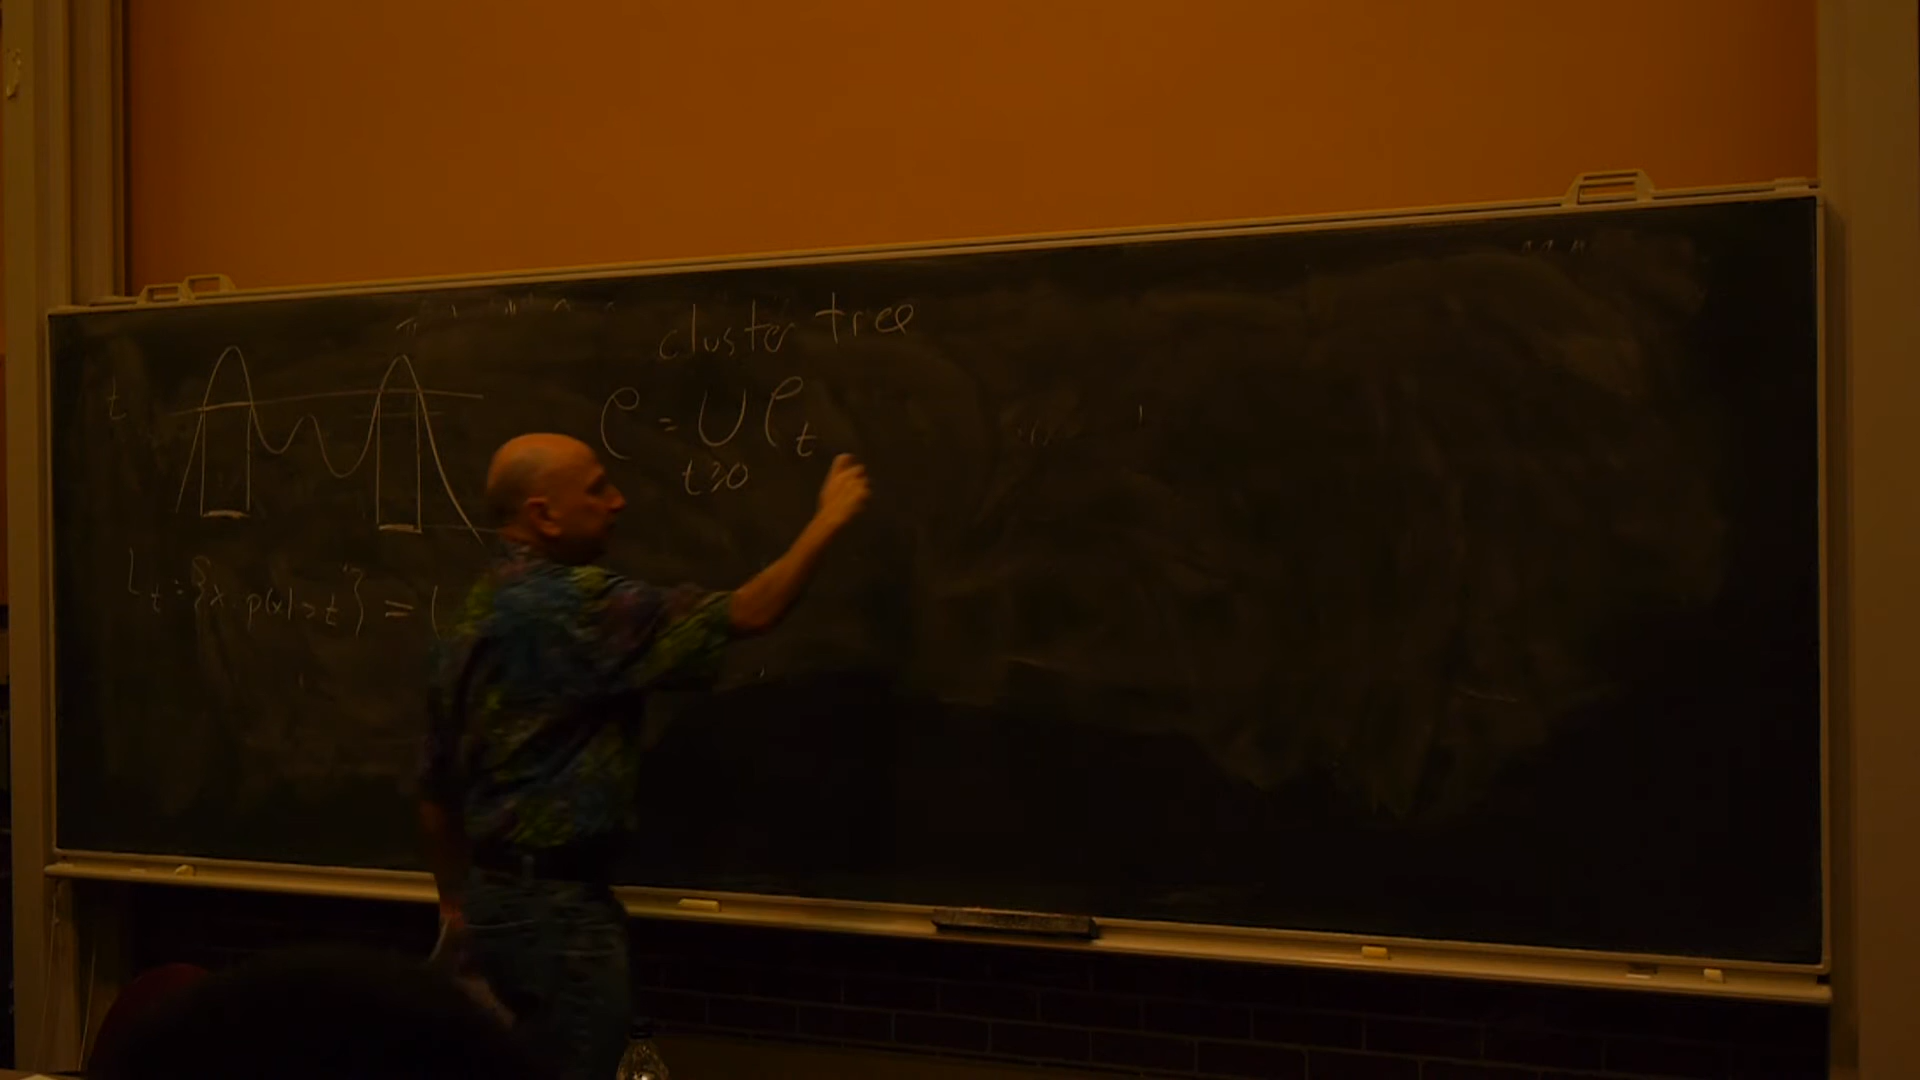 cluster tree
t
C = ∪ C_t
t≥0
L_t = {x: p(x) > t} = (